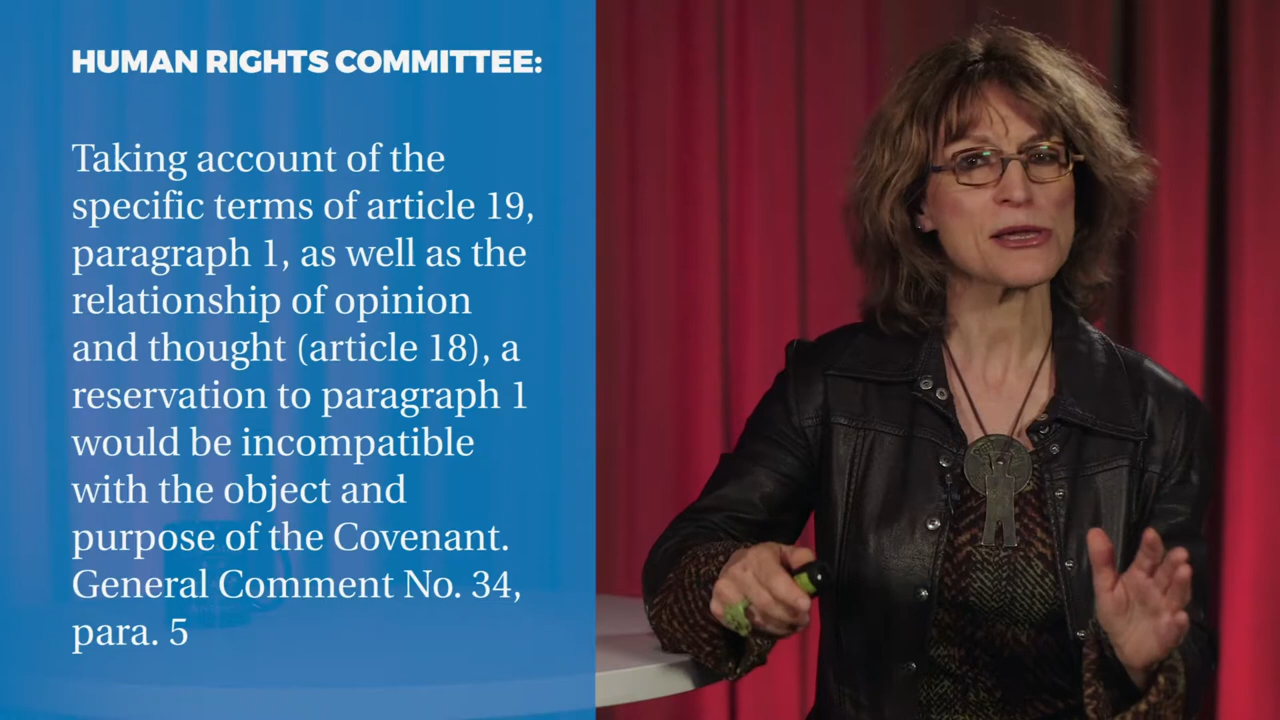 HUMAN RIGHTS COMMITTEE:
Taking account of the
specific terms of article 19,
paragraph 1, as well as the
relationship of opinion
and thought (article 18), a
reservation to paragraph 1
would be incompatible
with the object and
purpose of the Covenant.
General Comment No. 34,
para. 5